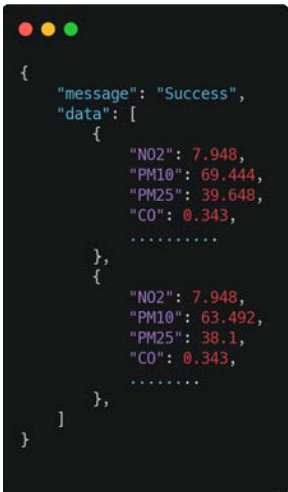 {
"message": "Success",
"data": [
{
"NO2": 7.948,
"PM10": 69.444,
"PM25": 39.648,
"CO": 0.343,
..........
},
{
"NO2": 7.948,
"PM10": 63.492,
"PM25": 38.1,
"CO": 0.343,
........
},
]
}